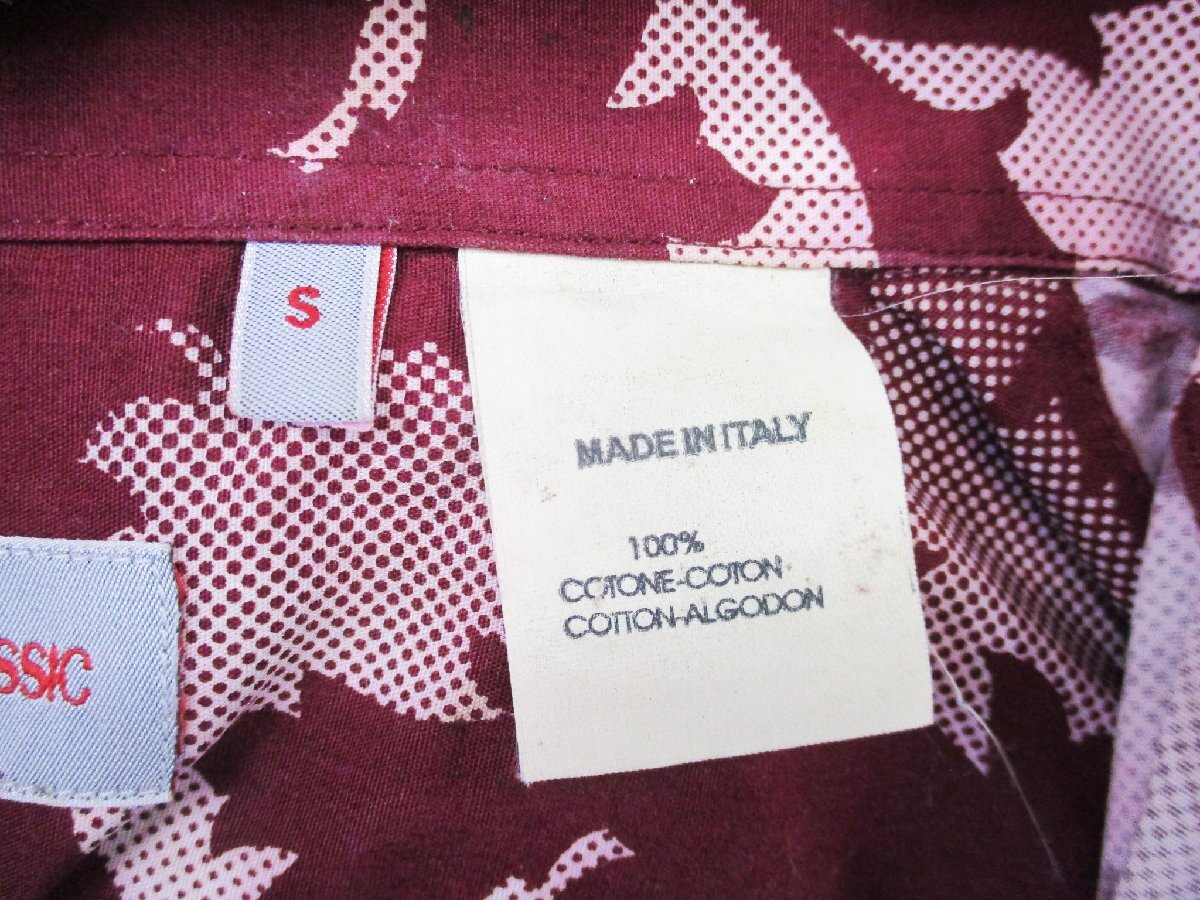 S
MADE IN ITALY
100%
COTONE-COTON
COTTON-ALGODON
SSIC